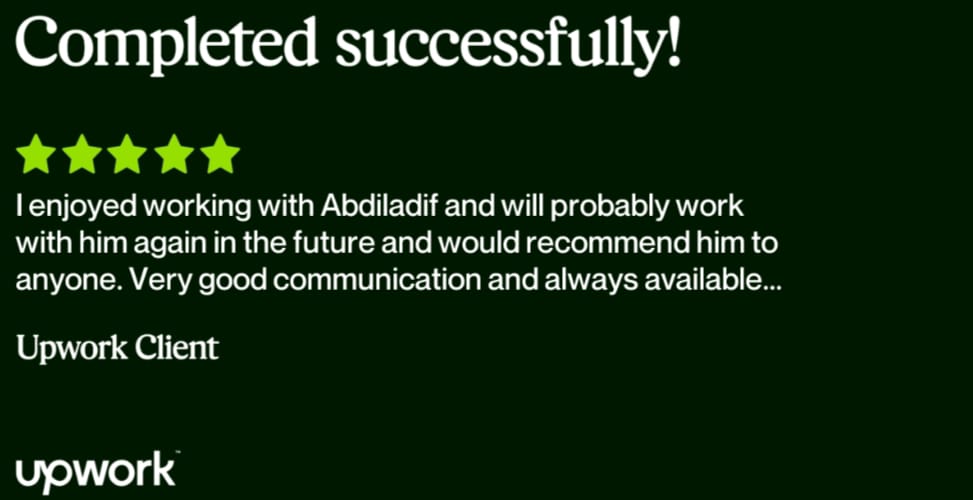 Completed successfully!
I enjoyed working with Abdiladif and will probably work
with him again in the future and would recommend him to
anyone. Very good communication and always available...
Upwork Client
upwork™